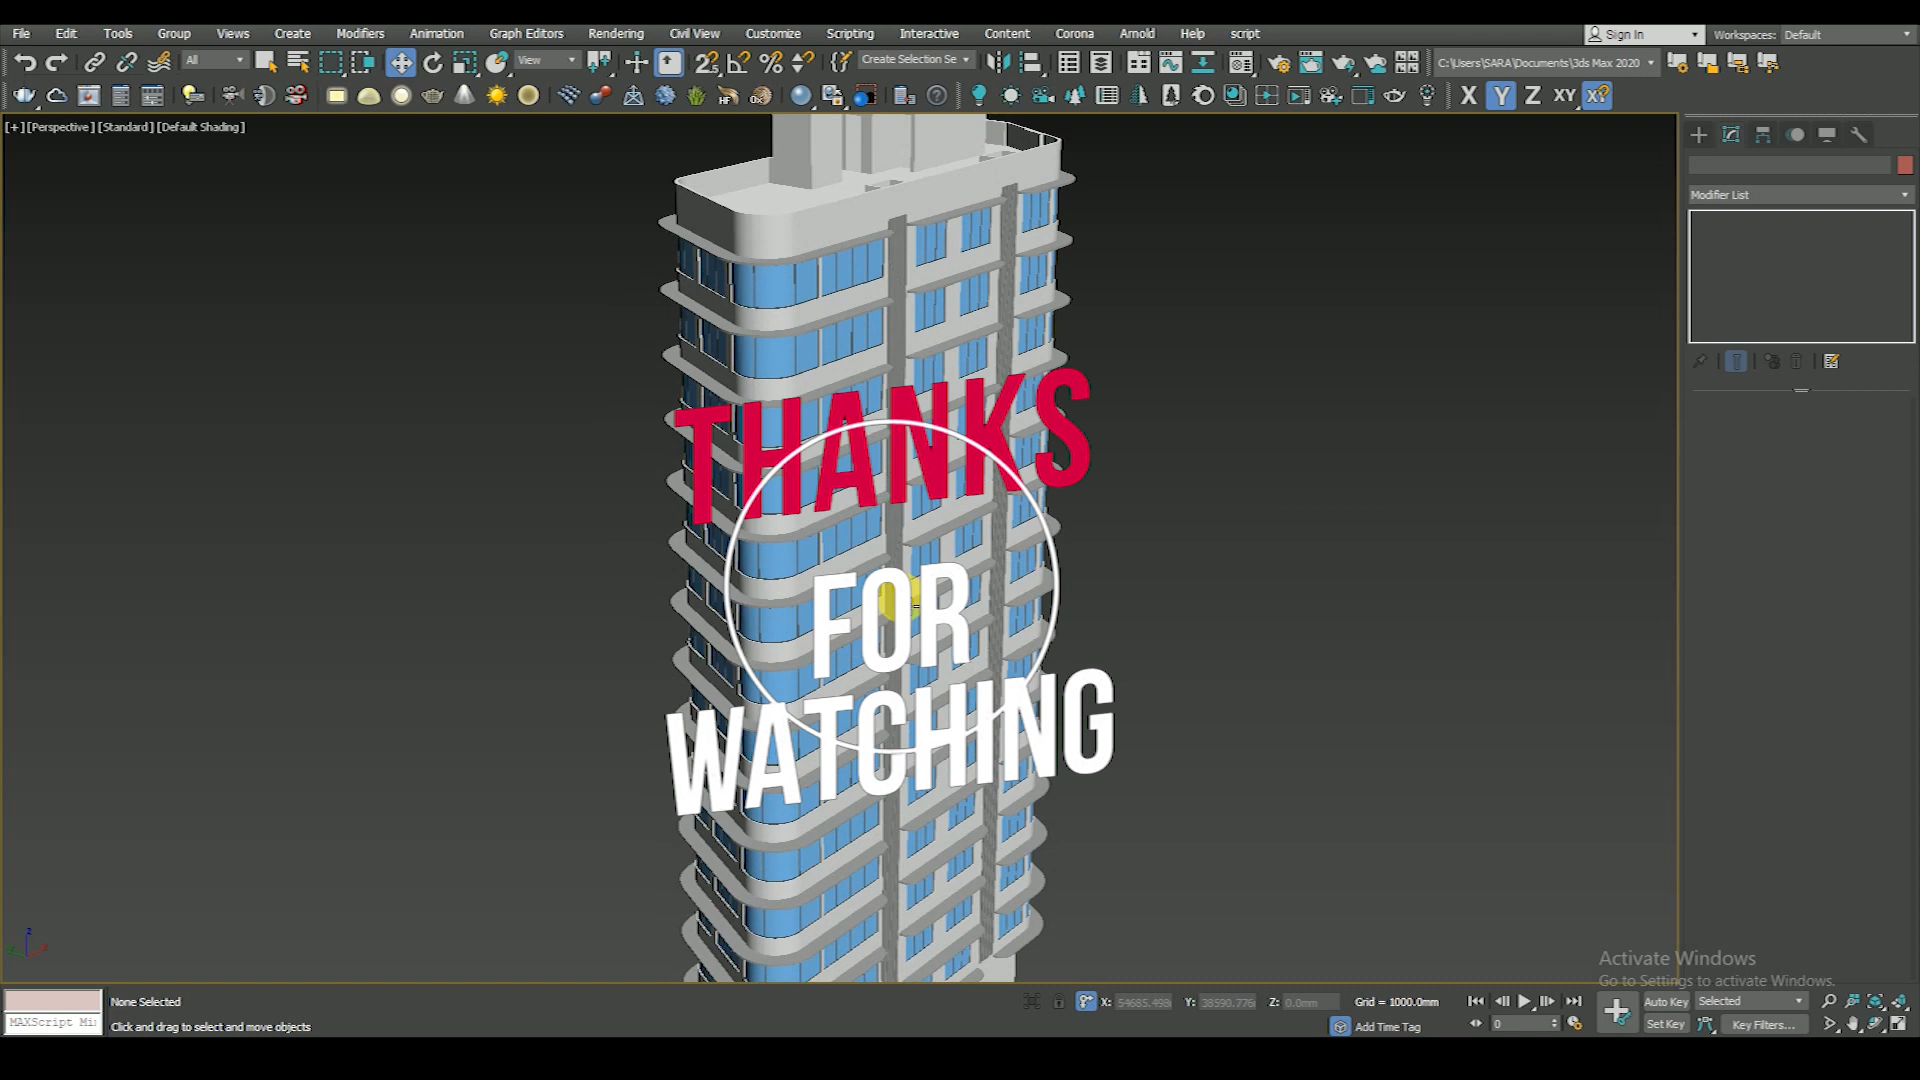 File Edit Tools Group Views Create Modifiers Animation Graph Editors Rendering Civil View Customize Scripting Interactive Content Corona Arnold Help script Sign In Workspaces: Default
All View Create Selection Se C:\Users\SARA\Documents\3ds Max 2020
X Y Z XY
[+] [Perspective] [Standard] [Default Shading]
Modifier List
THANKS
FOR
WATCHING
Activate Windows
Go to Settings to activate Windows.
None Selected X: Y: Z: 0.0mm Grid = 1000.0mm Auto Key Selected
MAXScript Mi Click and drag to select and move objects Add Time Tag 0 Set Key Key Filters...